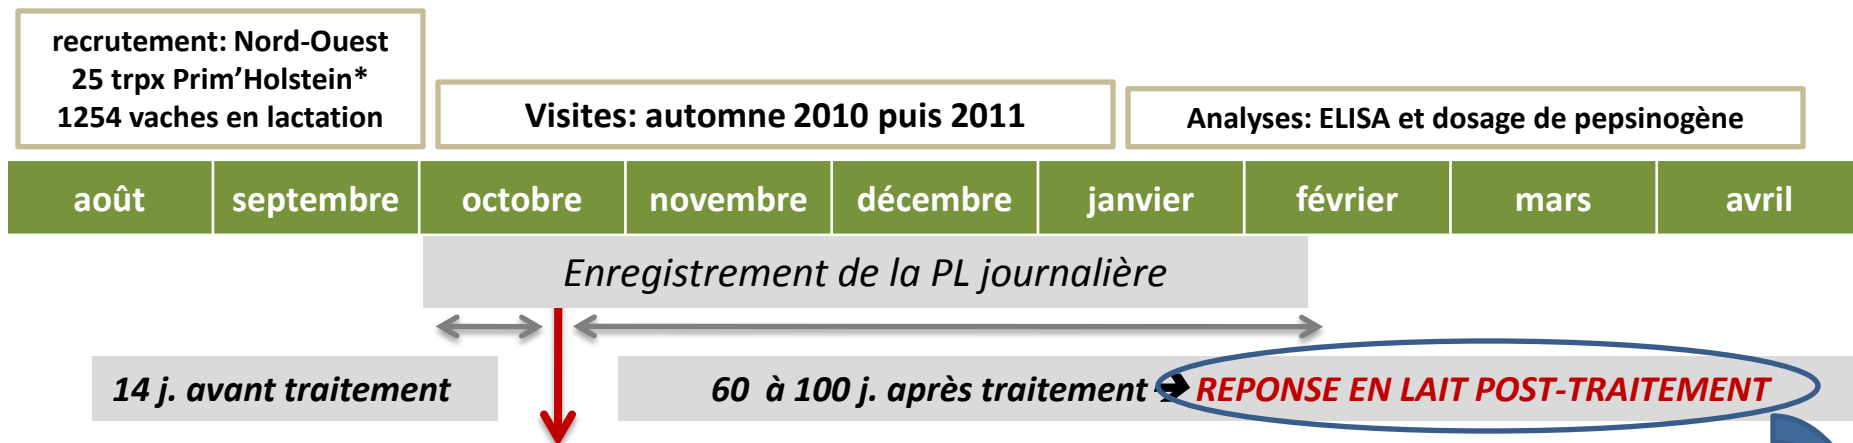 recrutement: Nord-Ouest
25 trpx Prim’Holstein*
1254 vaches en lactation
Visites: automne 2010 puis 2011
Analyses: ELISA et dosage de pepsinogène
août septembre octobre novembre décembre janvier février mars avril
Enregistrement de la PL journalière
14 j. avant traitement
60 à 100 j. après traitement → REPONSE EN LAIT POST-TRAITEMENT